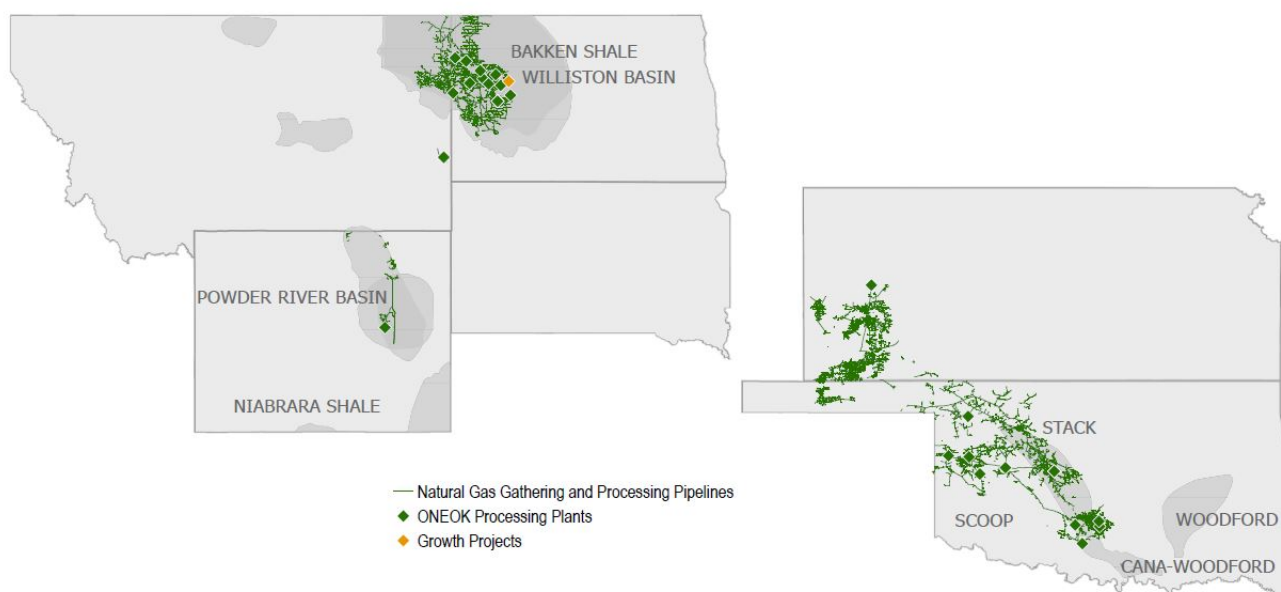 BAKKEN SHALE
WILLISTON BASIN
POWDER RIVER BASIN
NIABRARA SHALE
Natural Gas Gathering and Processing Pipelines
ONEOK Processing Plants
Growth Projects
STACK
SCOOP
WOODFORD
CANA-WOODFORD